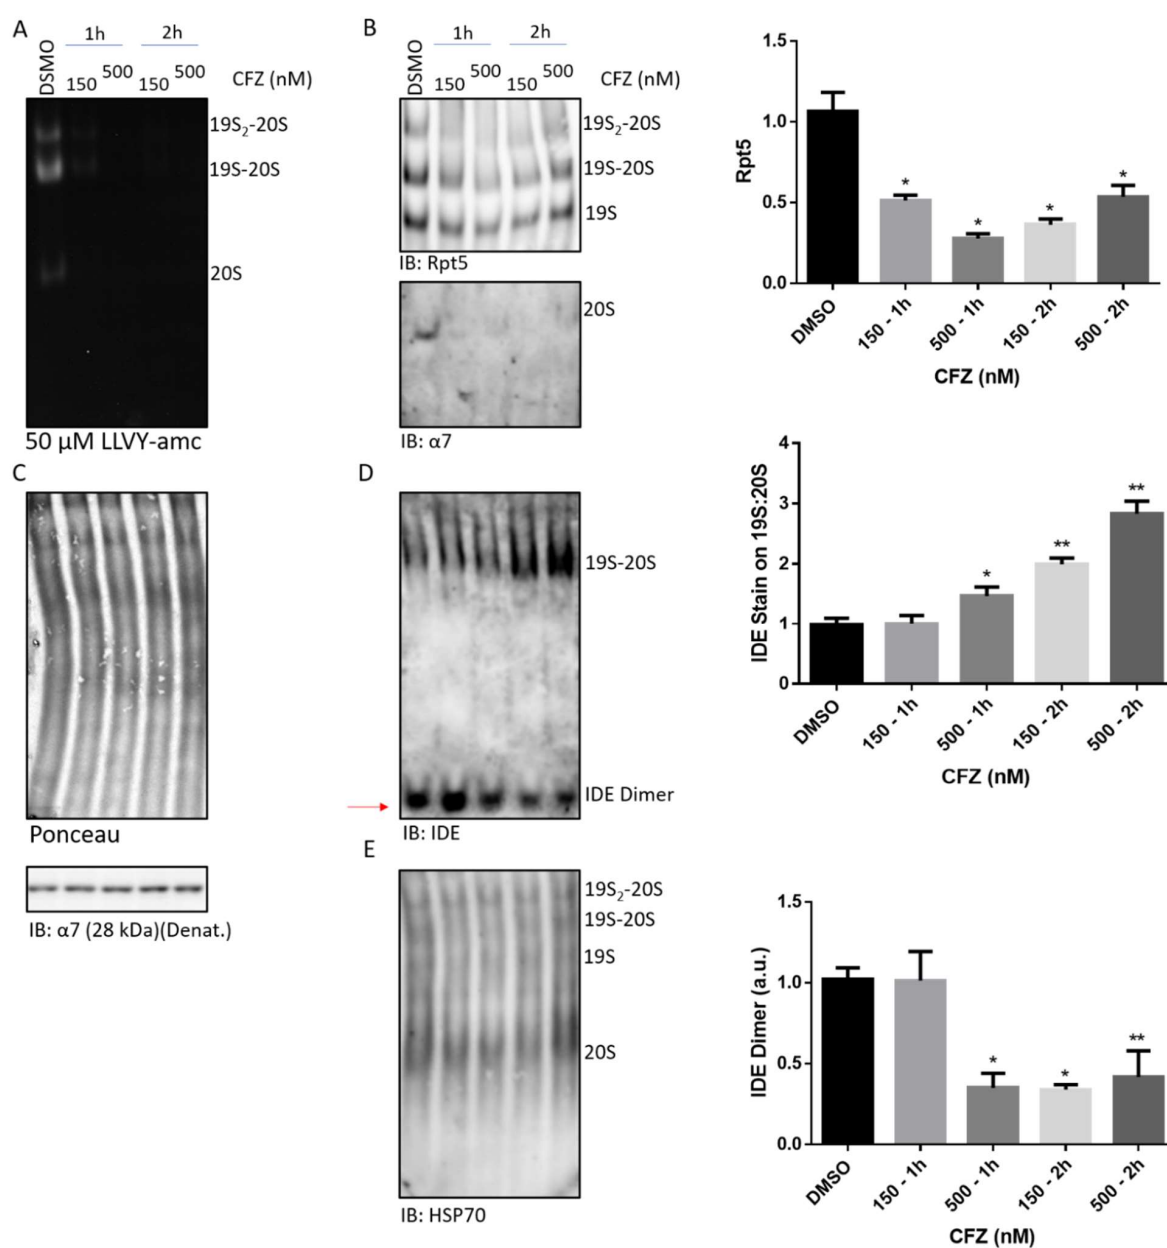 A
1h
2h
DSMO
150
500
150
500
CFZ (nM)
19S₂-20S
19S-20S
20S
50 µM LLVY-amc
B
1h
2h
DSMO
150
500
150
500
CFZ (nM)
19S₂-20S
19S-20S
19S
IB: Rpt5
20S
IB: α7
1.5
1.0
0.5
0.0
Rpt5
*
*
*
*
DMSO
150 - 1h
500 - 1h
150 - 2h
500 - 2h
CFZ (nM)
C
Ponceau
IB: α7 (28 kDa)(Denat.)
D
19S-20S
IDE Dimer
IB: IDE
4
3
2
1
0
IDE Stain on 19S:20S
*
**
**
DMSO
150 - 1h
500 - 1h
150 - 2h
500 - 2h
CFZ (nM)
E
19S₂-20S
19S-20S
19S
20S
IB: HSP70
1.5
1.0
0.5
0.0
IDE Dimer (a.u.)
*
*
**
DMSO
150 - 1h
500 - 1h
150 - 2h
500 - 2h
CFZ (nM)